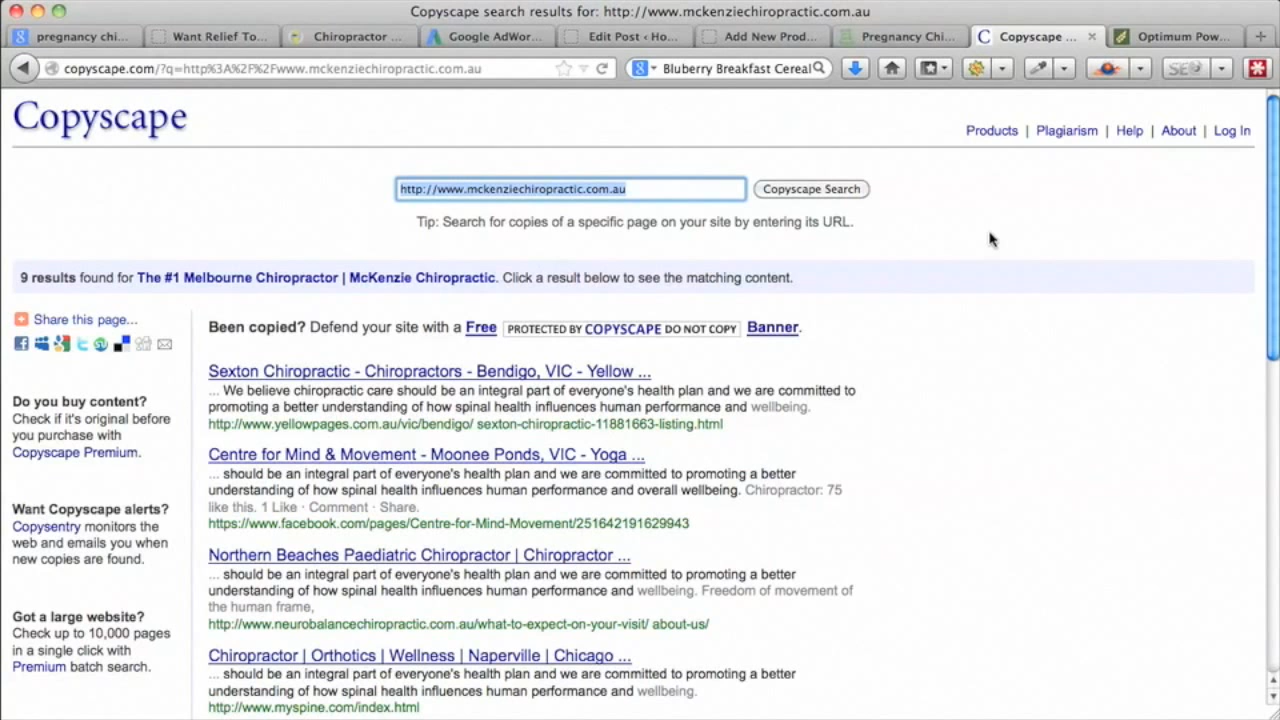 Copyscape search results for: http://www.mckenziechiropractic.com.au
pregnancy chi...
Want Relief To...
Chiropractor ...
Google AdWor...
Edit Post ‹ Ho...
Add New Prod...
Pregnancy Chi...
Copyscape ...
Optimum Pow...
copyscape.com/?q=http%3A%2F%2Fwww.mckenziechiropractic.com.au
Bluberry Breakfast Cereal
SEO
Copyscape
Products | Plagiarism | Help | About | Log In
http://www.mckenziechiropractic.com.au
Copyscape Search
Tip: Search for copies of a specific page on your site by entering its URL.
9 results found for The #1 Melbourne Chiropractor | McKenzie Chiropractic. Click a result below to see the matching content.
Share this page...
Do you buy content?
Check if it's original before
you purchase with
Copyscape Premium.
Want Copyscape alerts?
Copysentry monitors the
web and emails you when
new copies are found.
Got a large website?
Check up to 10,000 pages
in a single click with
Premium batch search.
Been copied? Defend your site with a Free PROTECTED BY COPYSCAPE DO NOT COPY Banner.
Sexton Chiropractic - Chiropractors - Bendigo, VIC - Yellow ...
... We believe chiropractic care should be an integral part of everyone's health plan and we are committed to
promoting a better understanding of how spinal health influences human performance and wellbeing.
http://www.yellowpages.com.au/vic/bendigo/ sexton-chiropractic-11881663-listing.html
Centre for Mind & Movement - Moonee Ponds, VIC - Yoga ...
... should be an integral part of everyone's health plan and we are committed to promoting a better
understanding of how spinal health influences human performance and overall wellbeing. Chiropractor: 75
like this. 1 Like · Comment · Share.
https://www.facebook.com/pages/Centre-for-Mind-Movement/251642191629943
Northern Beaches Paediatric Chiropractor | Chiropractor ...
... should be an integral part of everyone's health plan and we are committed to promoting a better
understanding of how spinal health influences human performance and wellbeing. Freedom of movement of
the human frame,
http://www.neurobalancechiropractic.com.au/what-to-expect-on-your-visit/ about-us/
Chiropractor | Orthotics | Wellness | Naperville | Chicago ...
... should be an integral part of everyone's health plan and we are committed to promoting a better
understanding of how spinal health influences human performance and wellbeing.
http://www.myspine.com/index.html